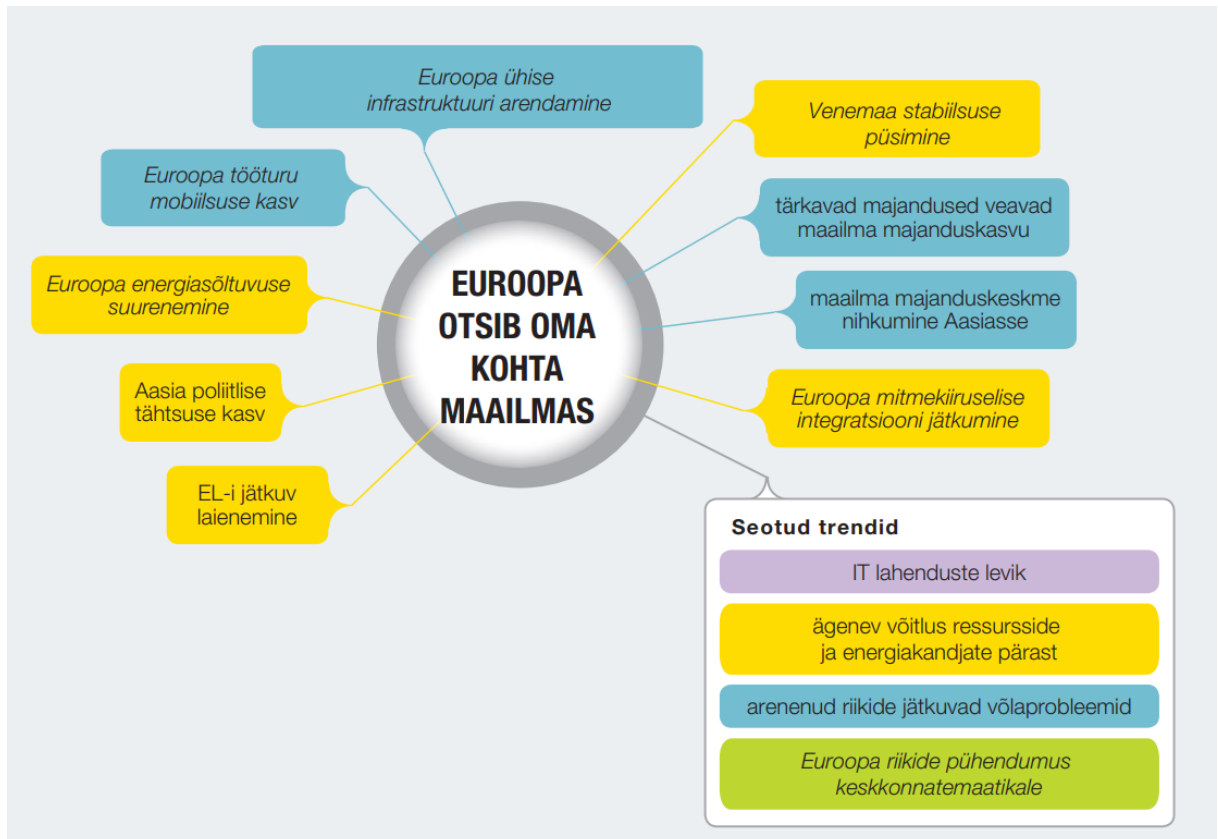 Euroopa ühise
infrastruktuuri arendamine
Venemaa stabiilsuse
püsimine
Euroopa tööturu
mobiilsuse kasv
tärkavad majandused veavad
maailma majanduskasvu
Euroopa energiasõltuvuse
suurenemine
EUROOPA
OTSIB OMA
KOHTA
MAAILMAS
maailma majanduskeskme
nihkumine Aasiasse
Aasia poliitlise
tähtsuse kasv
Euroopa mitmekiiruselise
integratsiooni jätkumine
EL-i jätkuv
laienemine
Seotud trendid
IT lahenduste levik
ägenev võitlus ressursside
ja energiakandjate pärast
arenenud riikide jätkuvad võlaprobleemid
Euroopa riikide pühendumus
keskkonnatemaatikale